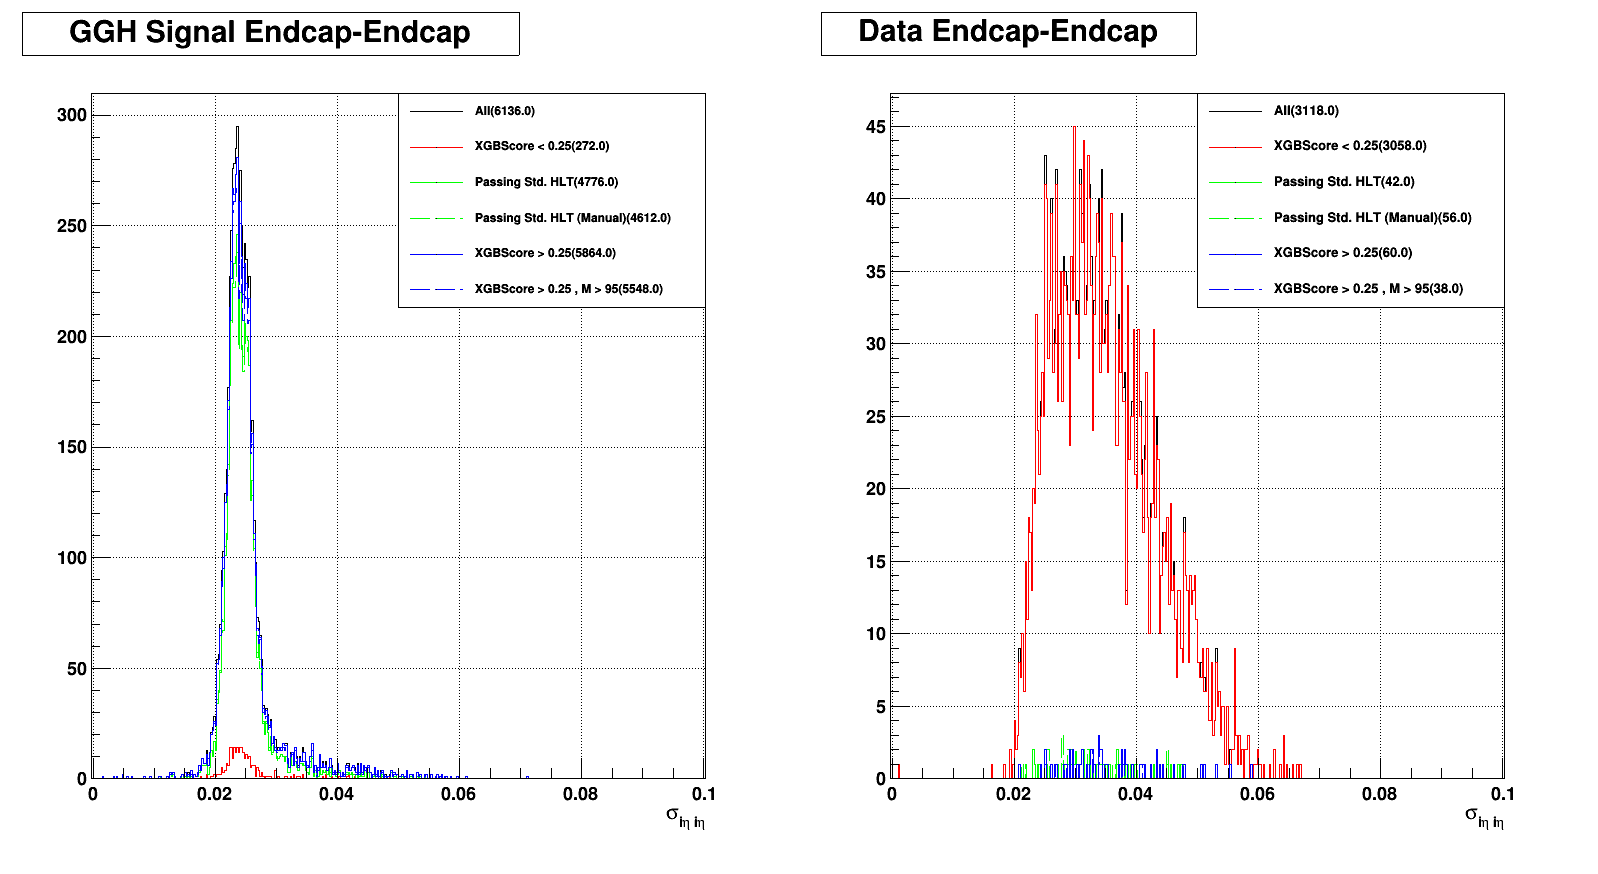 GGH Signal Endcap-Endcap
All(6136.0)
XGBScore < 0.25(272.0)
Passing Std. HLT(4776.0)
Passing Std. HLT (Manual)(4612.0)
XGBScore > 0.25(5864.0)
XGBScore > 0.25 , M > 95(5548.0)
300
250
200
150
100
50
0
0 0.02 0.04 0.06 0.08 0.1
σ iη iη
Data Endcap-Endcap
All(3118.0)
XGBScore < 0.25(3058.0)
Passing Std. HLT(42.0)
Passing Std. HLT (Manual)(56.0)
XGBScore > 0.25(60.0)
XGBScore > 0.25 , M > 95(38.0)
45
40
35
30
25
20
15
10
5
0
0 0.02 0.04 0.06 0.08 0.1
σ iη iη